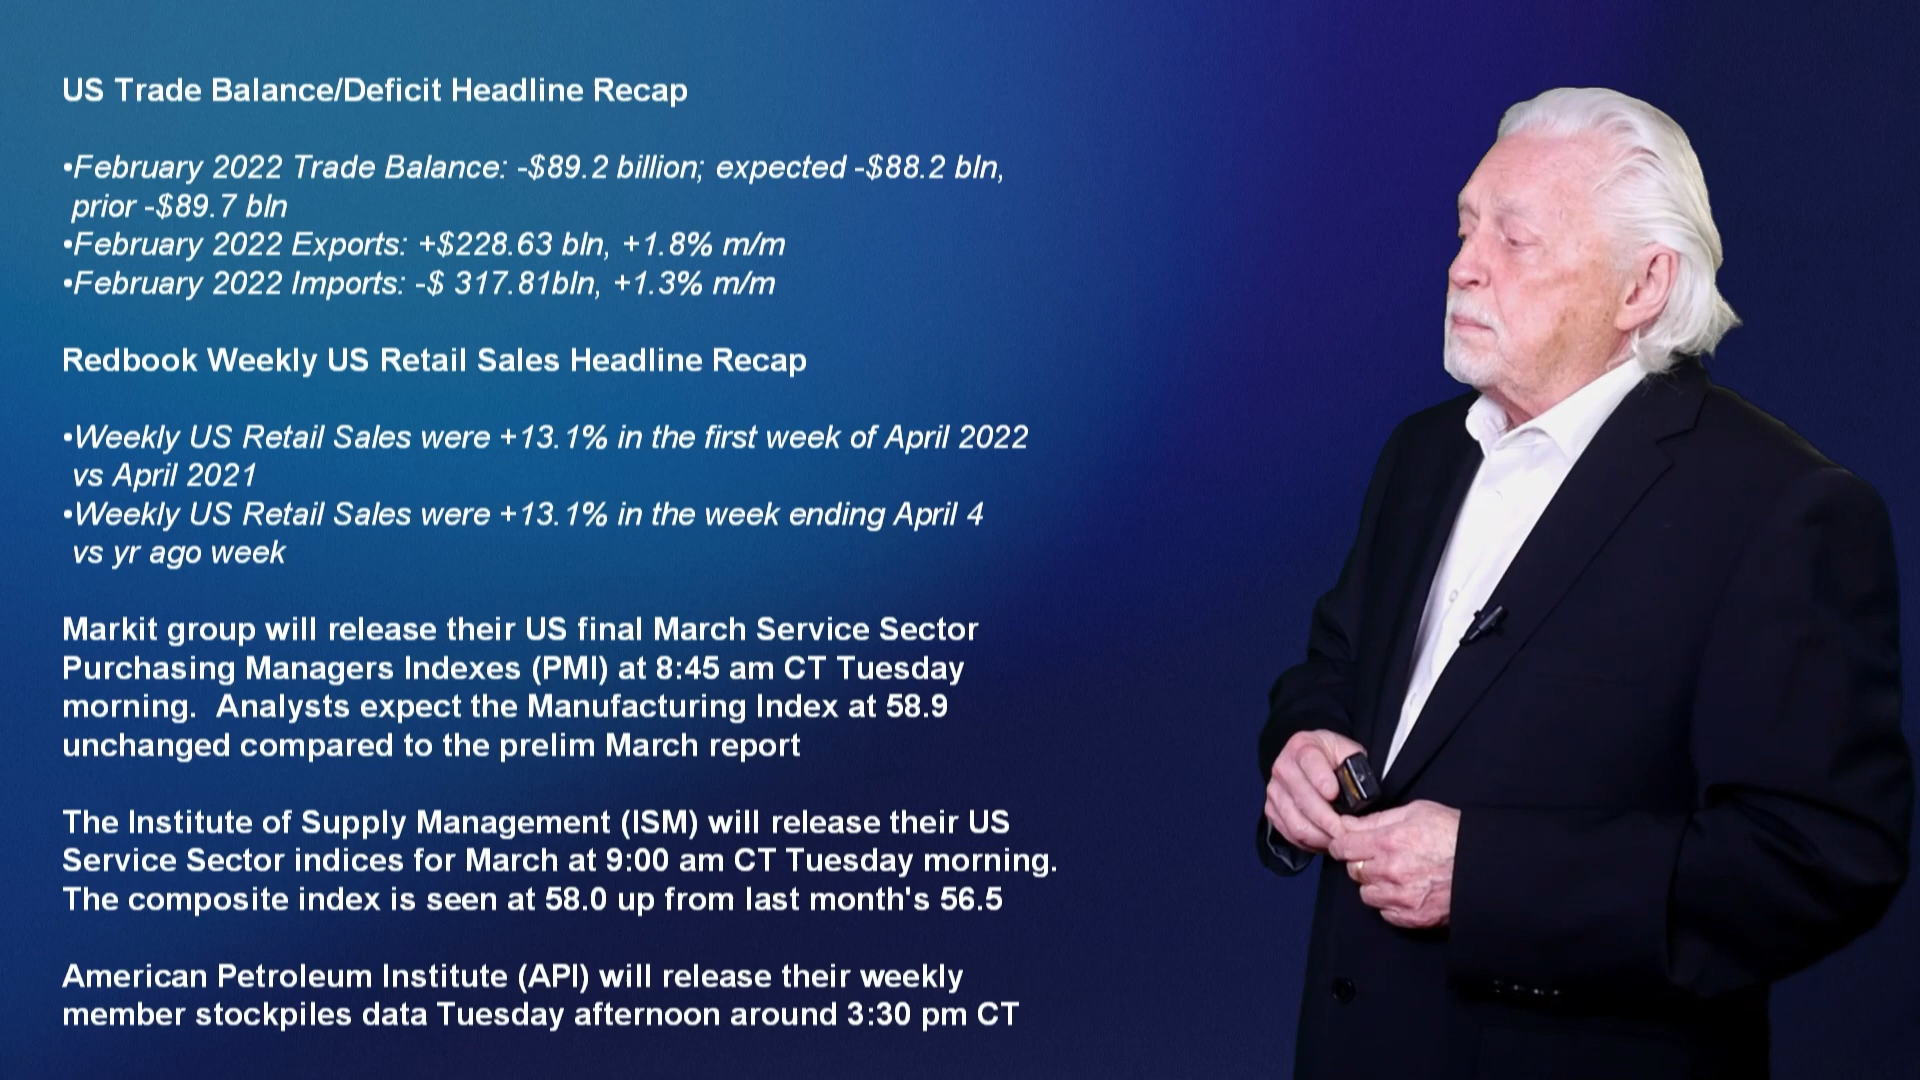 US Trade Balance/Deficit Headline Recap
•February 2022 Trade Balance: -$89.2 billion; expected -$88.2 bln,
prior -$89.7 bln
•February 2022 Exports: +$228.63 bln, +1.8% m/m
•February 2022 Imports: -$ 317.81bln, +1.3% m/m
Redbook Weekly US Retail Sales Headline Recap
•Weekly US Retail Sales were +13.1% in the first week of April 2022
vs April 2021
•Weekly US Retail Sales were +13.1% in the week ending April 4
vs yr ago week
Markit group will release their US final March Service Sector
Purchasing Managers Indexes (PMI) at 8:45 am CT Tuesday
morning.  Analysts expect the Manufacturing Index at 58.9
unchanged compared to the prelim March report
The Institute of Supply Management (ISM) will release their US
Service Sector indices for March at 9:00 am CT Tuesday morning.
The composite index is seen at 58.0 up from last month's 56.5
American Petroleum Institute (API) will release their weekly
member stockpiles data Tuesday afternoon around 3:30 pm CT